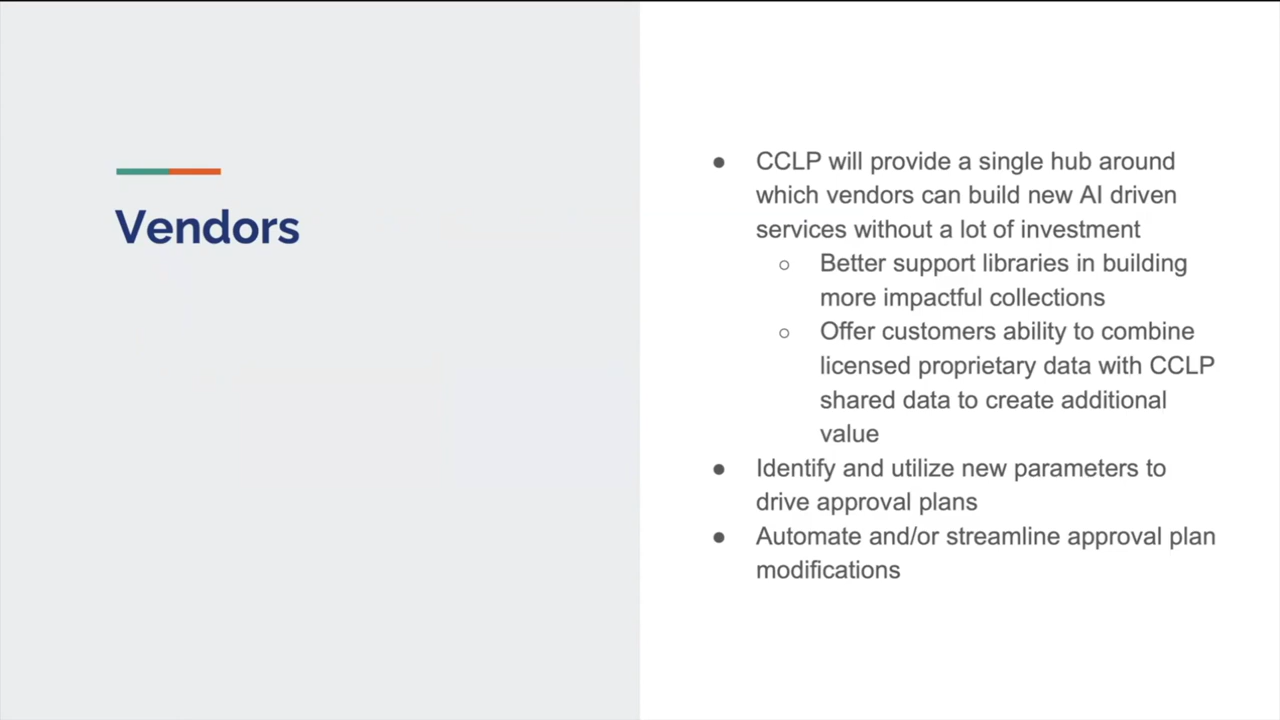 Vendors
● CCLP will provide a single hub around
which vendors can build new AI driven
services without a lot of investment
○ Better support libraries in building
more impactful collections
○ Offer customers ability to combine
licensed proprietary data with CCLP
shared data to create additional
value
● Identify and utilize new parameters to
drive approval plans
● Automate and/or streamline approval plan
modifications